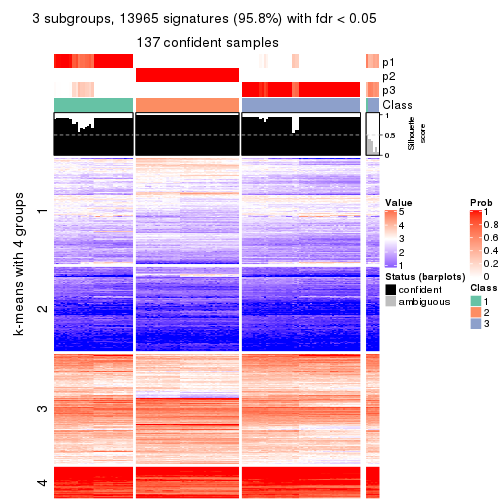 3 subgroups, 13965 signatures (95.8%) with fdr < 0.05
137 confident samples
p1
p2
p3
Class
1
0.5
0
Silhouette
score
k-means with 4 groups
1
2
3
4
Value
5
4
3
2
1
Status (barplots)
confident
ambiguous
Prob
1
0.8
0.6
0.4
0.2
0
Class
1
2
3